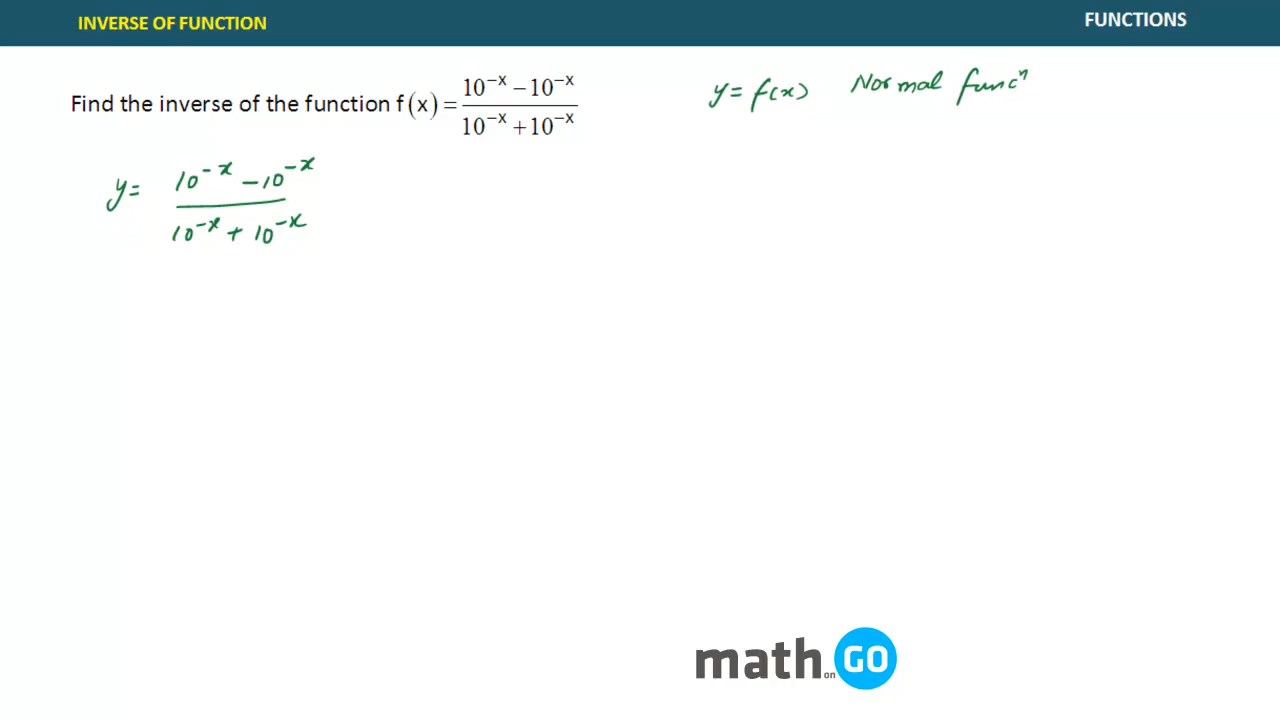 INVERSE OF FUNCTION
FUNCTIONS
Find the inverse of the function f(x) = (10^{-x} - 10^{-x})/(10^{-x} + 10^{-x})
y = f(x) Normal func^n
y = (10^{-x} - 10^{-x})/(10^{-x} + 10^{-x})
math on GO